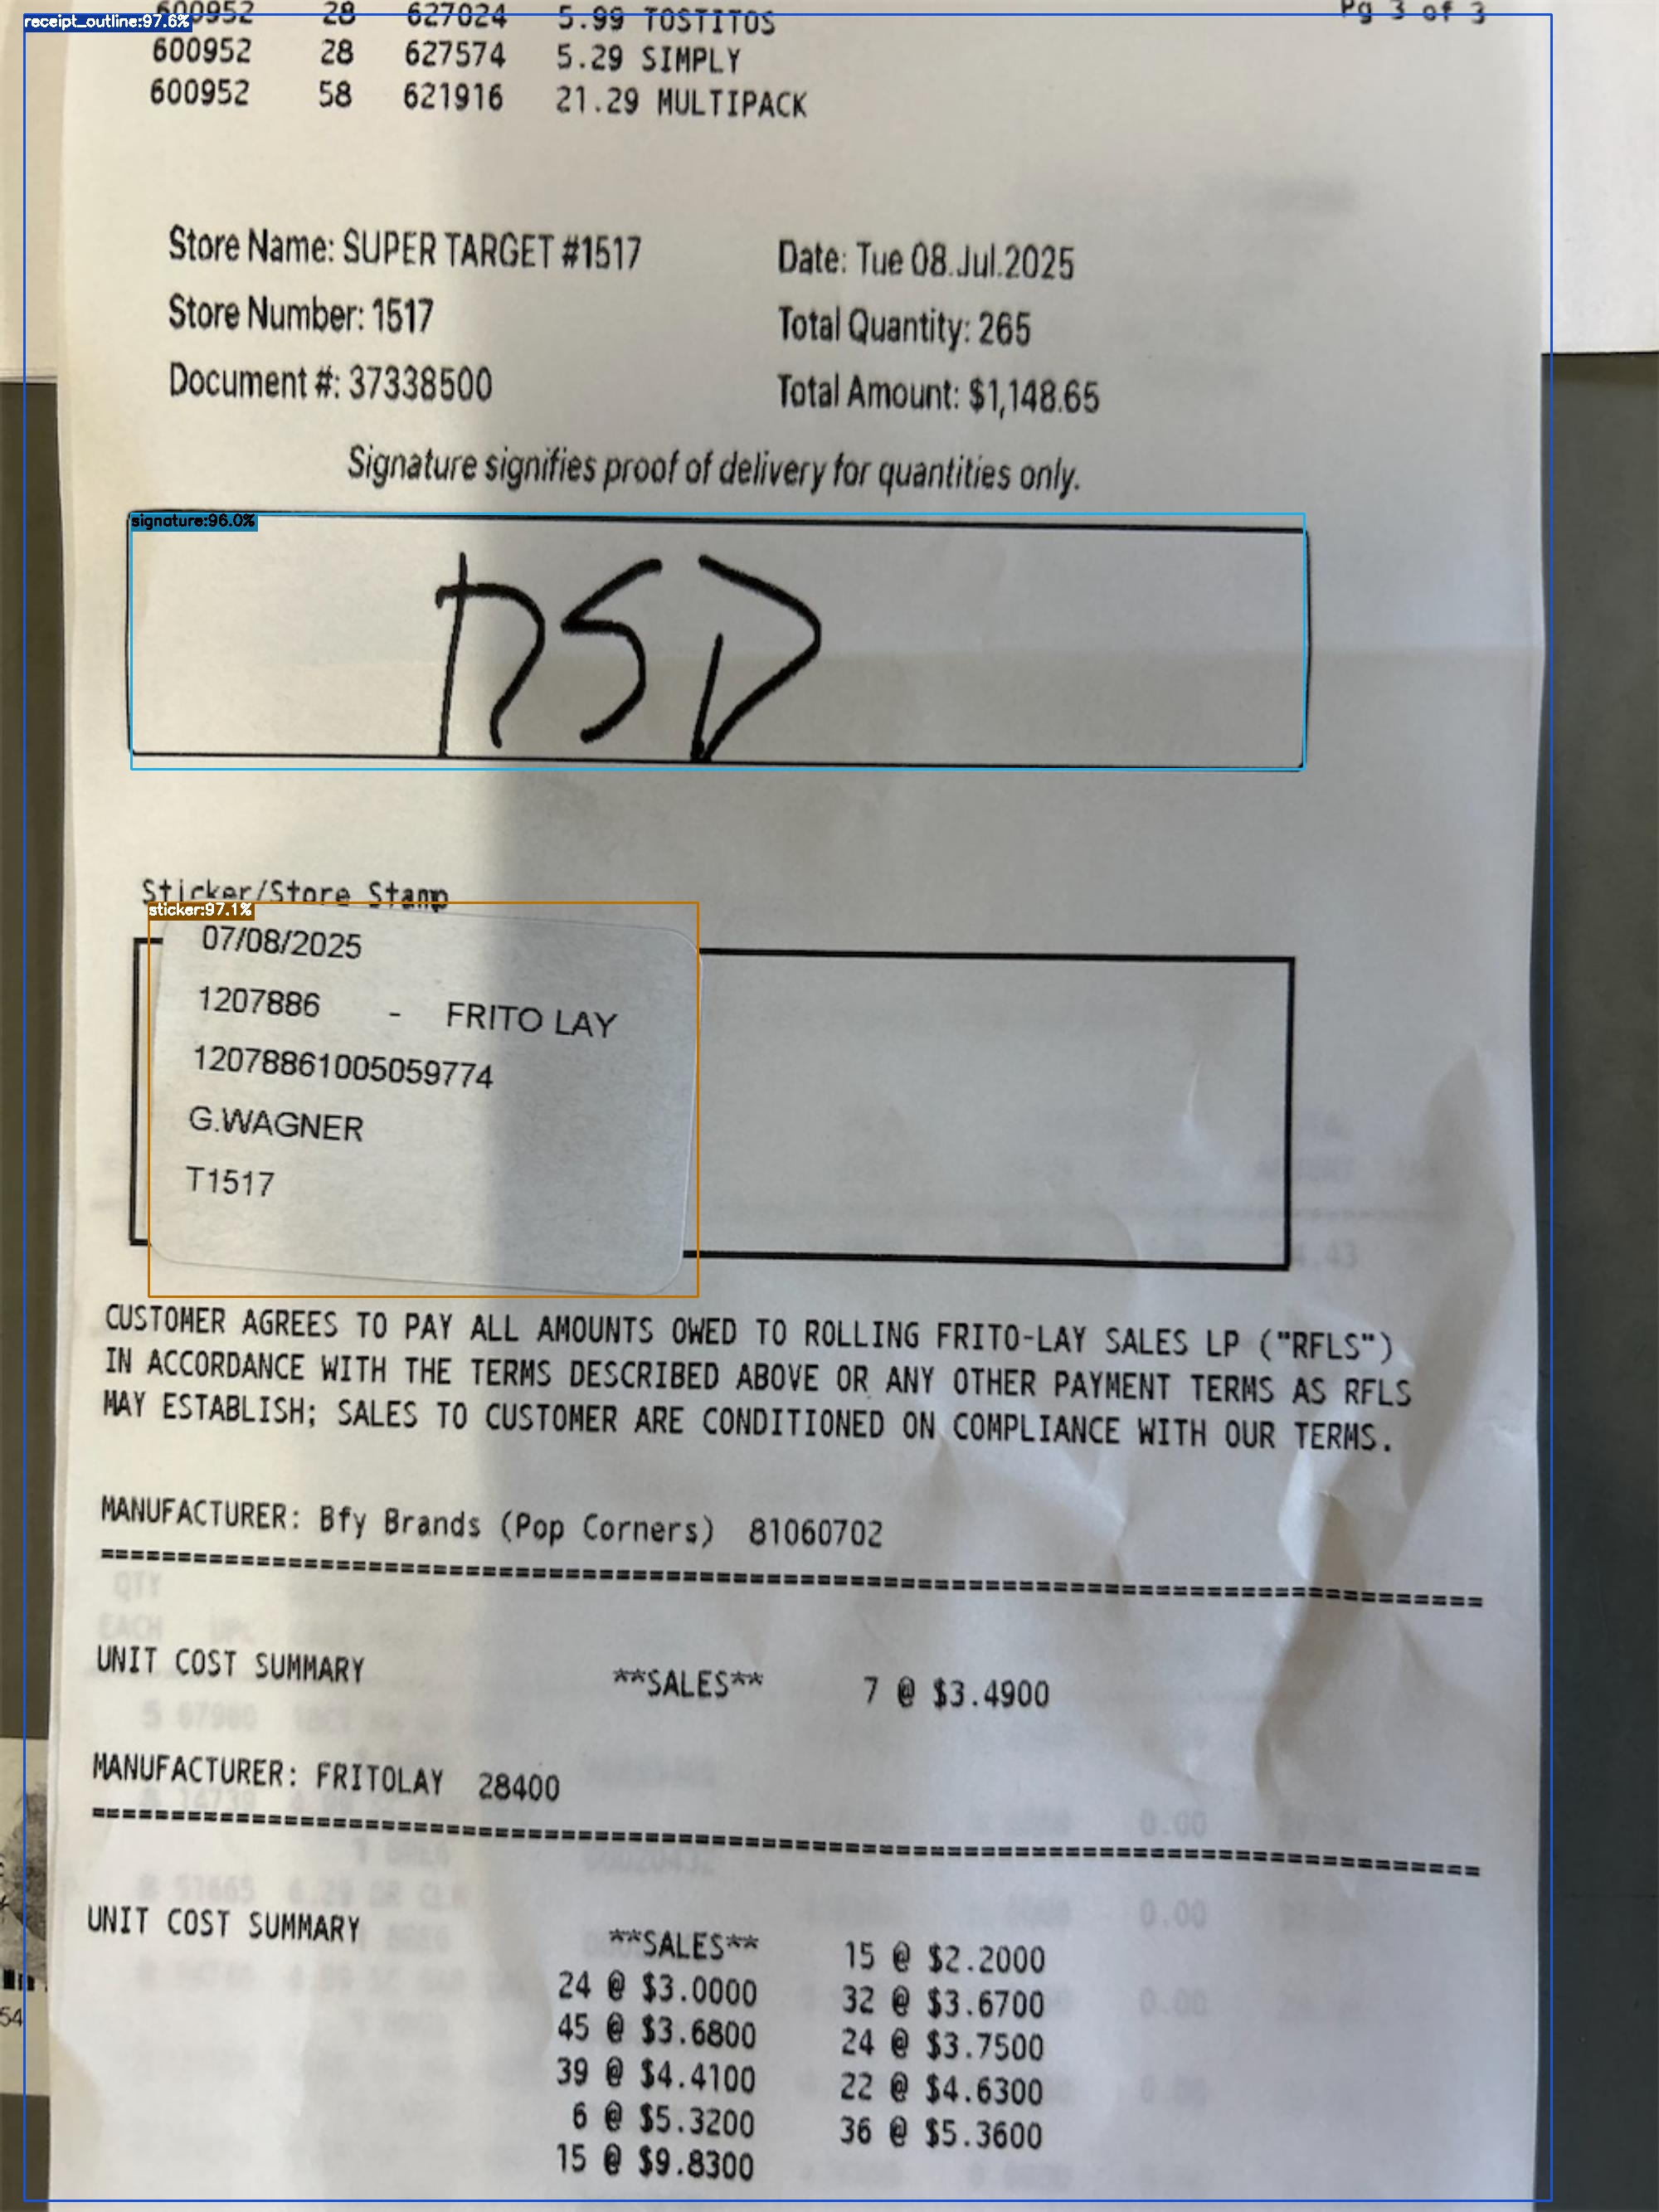 receipt_outline:97.6%
600952 28 627024 5.99 TOSTITOS
Pg 3 of 3
600952 28 627574 5.29 SIMPLY
600952 58 621916 21.29 MULTIPACK
Store Name: SUPER TARGET #1517 Date: Tue 08.Jul.2025
Store Number: 1517 Total Quantity: 265
Document #: 37338500 Total Amount: $1,148.65
Signature signifies proof of delivery for quantities only.
signature:96.0%
DSD
Sticker/Store Stamp
sticker:97.1%
07/08/2025
1207886 - FRITO LAY
12078861005059774
G.WAGNER
T1517
CUSTOMER AGREES TO PAY ALL AMOUNTS OWED TO ROLLING FRITO-LAY SALES LP ("RFLS")
IN ACCORDANCE WITH THE TERMS DESCRIBED ABOVE OR ANY OTHER PAYMENT TERMS AS RFLS
MAY ESTABLISH; SALES TO CUSTOMER ARE CONDITIONED ON COMPLIANCE WITH OUR TERMS.
MANUFACTURER: Bfy Brands (Pop Corners) 81060702
UNIT COST SUMMARY **SALES** 7 @ $3.4900
MANUFACTURER: FRITOLAY 28400
UNIT COST SUMMARY **SALES** 15 @ $2.2000
24 @ $3.0000 32 @ $3.6700
45 @ $3.6800 24 @ $3.7500
39 @ $4.4100 22 @ $4.6300
6 @ $5.3200 36 @ $5.3600
15 @ $9.8300
54